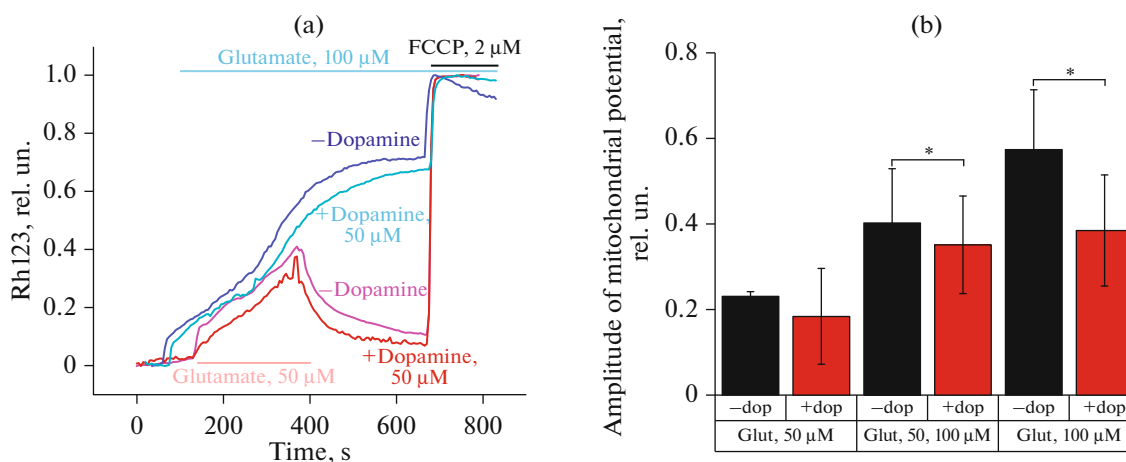 (a)
FCCP, 2 µM
Glutamate, 100 µM
1.0
0.8
0.6
0.4
0.2
0
Rh123, rel. un.
−Dopamine
+Dopamine,
50 µM
−Dopamine
+Dopamine,
50 µM
Glutamate, 50 µM
0
200
400
600
800
Time, s
(b)
Amplitude of mitochondrial potential,
rel. un.
0.8
0.6
0.4
0.2
0
*
*
−dop
+dop
−dop
+dop
−dop
+dop
Glut, 50 µM
Glut, 50, 100 µM
Glut, 100 µM